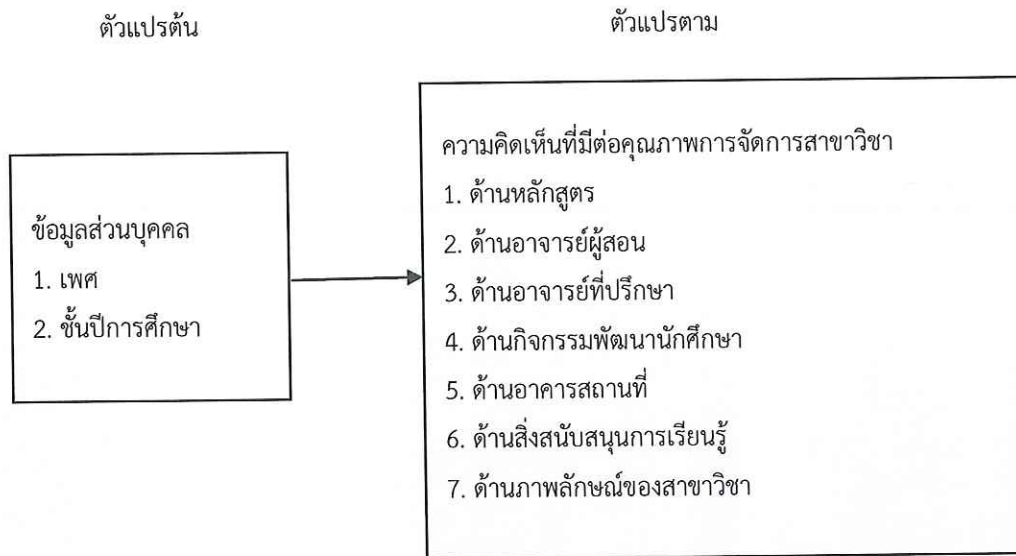 ตัวแปรต้น
ตัวแปรตาม
ข้อมูลส่วนบุคคล
1. เพศ
2. ชั้นปีการศึกษา
ความคิดเห็นที่มีต่อคุณภาพการจัดการสาขาวิชา
1. ด้านหลักสูตร
2. ด้านอาจารย์ผู้สอน
3. ด้านอาจารย์ที่ปรึกษา
4. ด้านกิจกรรมพัฒนานักศึกษา
5. ด้านอาคารสถานที่
6. ด้านสิ่งสนับสนุนการเรียนรู้
7. ด้านภาพลักษณ์ของสาขาวิชา